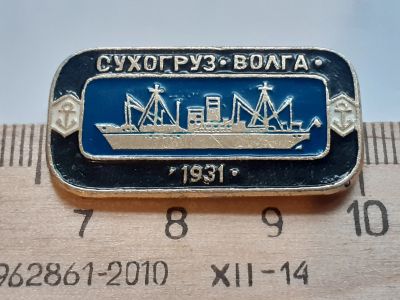 СУХОГРУЗ·ВОЛГА·
·1931·
7 8 9 10
962861-2010 XII-14